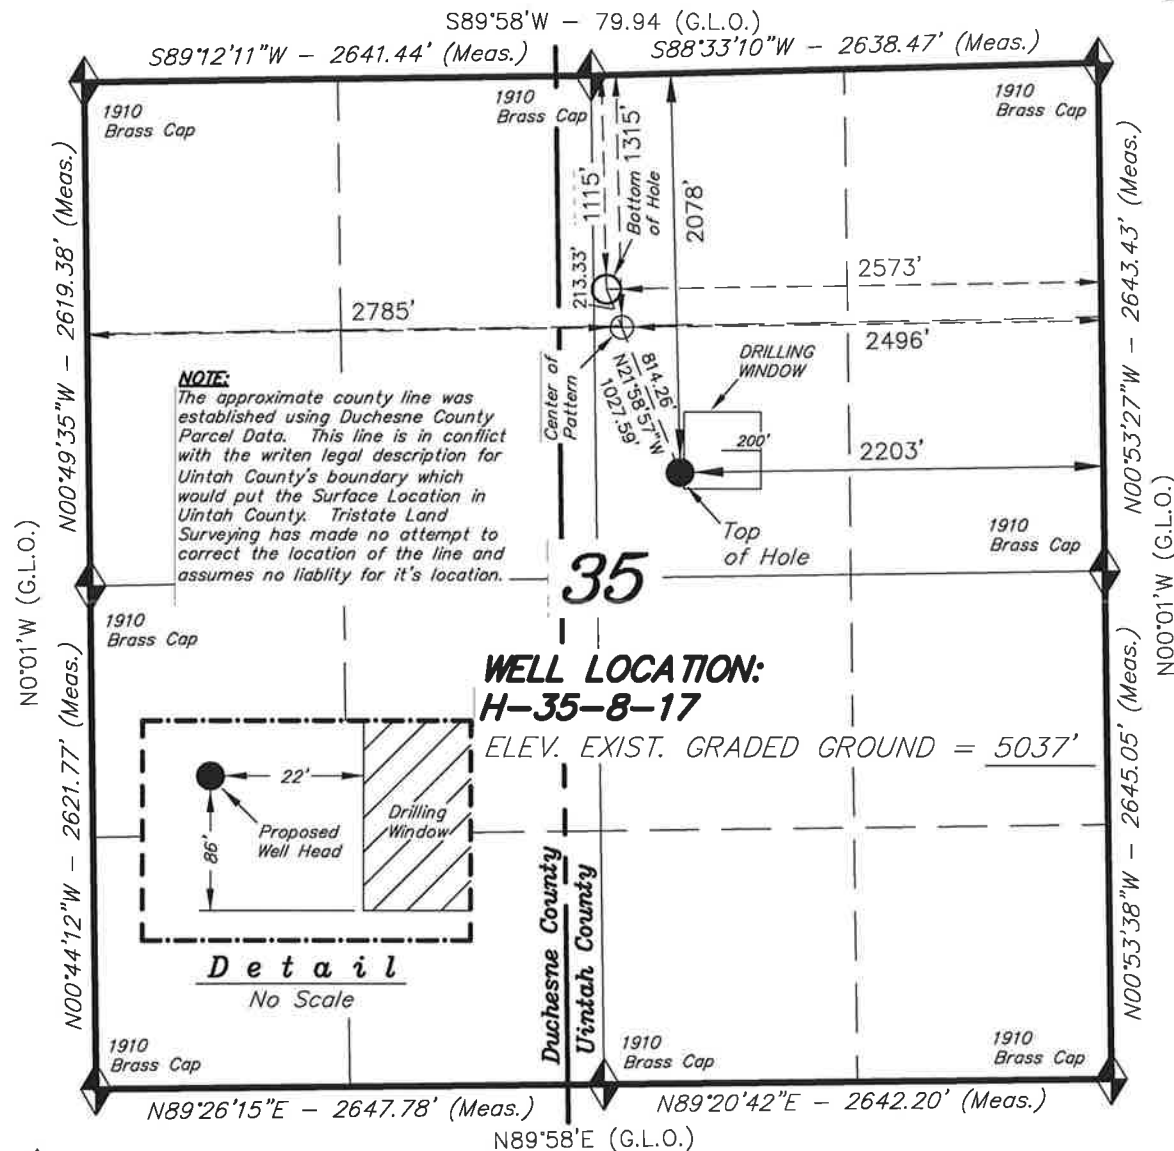 S89°58'W – 79.94 (G.L.O.)
S89°12'11"W – 2641.44' (Meas.)
S88°33'10"W – 2638.47' (Meas.)
1910
Brass Cap
1910
Brass Cap
1910
Brass Cap
N00°49'35"W – 2619.38' (Meas.)
N00°53'27"W – 2643.43' (Meas.)
1115'
Bottom
of Hole
1315'
2078'
213.33'
2573'
2785'
2496'
Center of
Pattern
814.26'
N21°58'57"W
1027.59'
DRILLING
WINDOW
200'
2203'
Top
of Hole
NOTE:
The approximate county line was
established using Duchesne County
Parcel Data. This line is in conflict
with the writen legal description for
Uintah County's boundary which
would put the Surface Location in
Uintah County. Tristate Land
Surveying has made no attempt to
correct the location of the line and
assumes no liablity for it's location.
35
1910
Brass Cap
N0°01'W (G.L.O.)
N00°01'W (G.L.O.)
1910
Brass Cap
WELL LOCATION:
H–35–8–17
ELEV. EXIST. GRADED GROUND = 5037'
N00°44'12"W – 2621.77' (Meas.)
N00°53'38"W – 2645.05' (Meas.)
22'
86'
Proposed
Well Head
Drilling
Window
Detail
No Scale
Duchesne County
Uintah County
1910
Brass Cap
1910
Brass Cap
1910
Brass Cap
N89°26'15"E – 2647.78' (Meas.)
N89°20'42"E – 2642.20' (Meas.)
N89°58'E (G.L.O.)